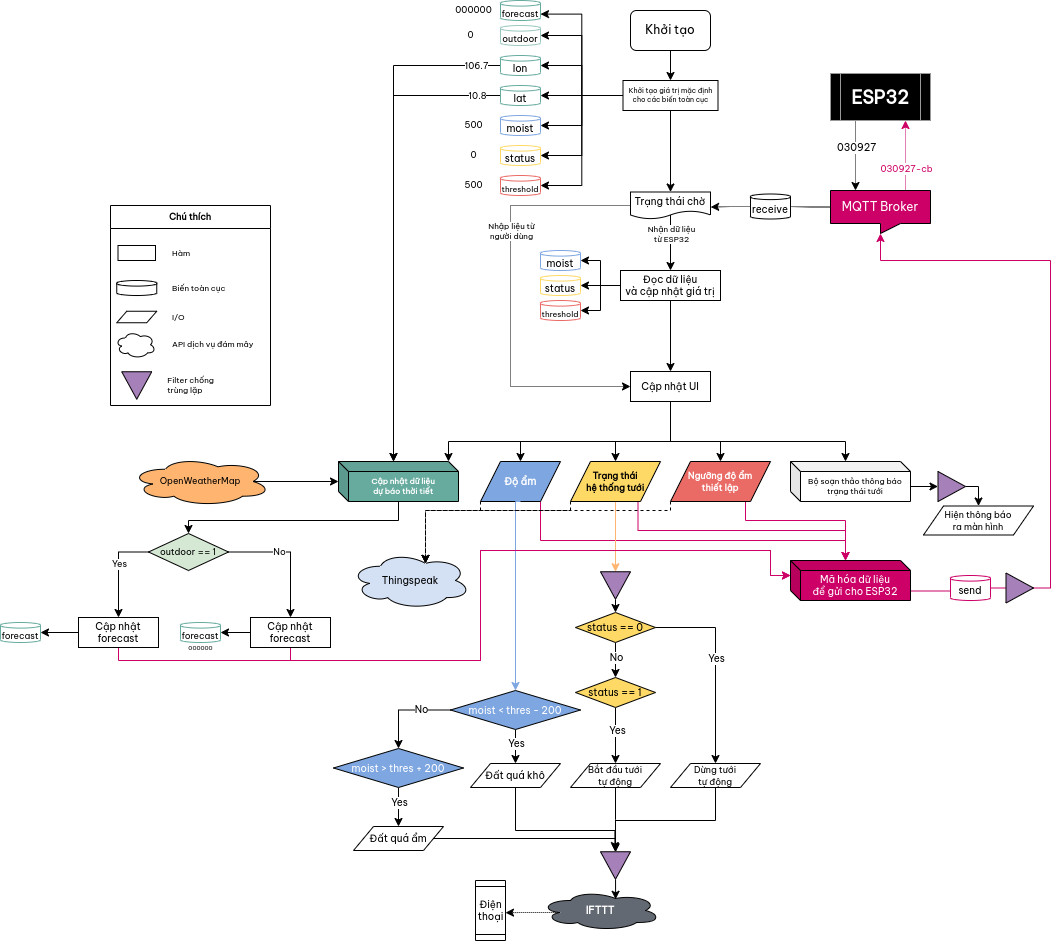 000000
forecast
0
outdoor
106.7
lon
10.8
lat
500
moist
0
status
500
threshold
Khởi tạo
Khởi tạo giá trị mặc định
cho các biến toàn cục
ESP32
030927
030927-cb
MQTT Broker
receive
Trạng thái chờ
Nhập liệu từ
người dùng
Nhận dữ liệu
từ ESP32
moist
status
threshold
Đọc dữ liệu
và cập nhật giá trị
Cập nhật UI
Chú thích
Hàm
Biến toàn cục
I/O
API dịch vụ đám mây
Filter chống
trùng lặp
OpenWeatherMap
Cập nhật dữ liệu
dự báo thời tiết
Độ ẩm
Trạng thái
hệ thống tưới
Ngưỡng độ ẩm
thiết lập
Bộ soạn thảo thông báo
trạng thái tưới
Hiện thông báo
ra màn hình
outdoor == 1
Yes
No
Thingspeak
Mã hóa dữ liệu
để gửi cho ESP32
send
forecast
Cập nhật
forecast
forecast
000000
Cập nhật
forecast
status == 0
No
Yes
status == 1
Yes
moist < thres - 200
No
Yes
moist > thres + 200
Yes
Đất quá khô
Bắt đầu tưới
tự động
Dừng tưới
tự động
Đất quá ẩm
Điện
thoại
IFTTT